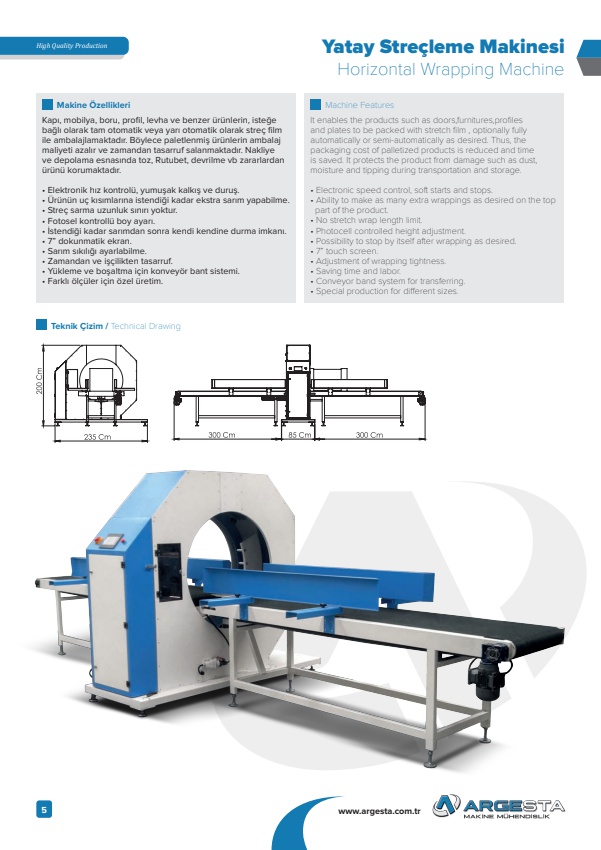 High Quality Production
Yatay Streçleme Makinesi
Horizontal Wrapping Machine
Makine Özellikleri
Kapı, mobilya, boru, profil, levha ve benzer ürünlerin, isteğe
bağlı olarak tam otomatik veya yarı otomatik olarak streç film
ile ambalajlamaktadır. Böylece paletlenmiş ürünlerin ambalaj
maliyeti azalır ve zamandan tasarruf salanmaktadır. Nakliye
ve depolama esnasında toz, Rutubet, devrilme vb zararlardan
ürünü korumaktadır.
• Elektronik hız kontrolü, yumuşak kalkış ve duruş.
• Ürünün uç kısımlarına istendiği kadar ekstra sarım yapabilme.
• Streç sarma uzunluk sınırı yoktur.
• Fotosel kontrollü boy ayarı.
• İstendiği kadar sarımdan sonra kendi kendine durma imkanı.
• 7" dokunmatik ekran.
• Sarım sıkılığı ayarlabilme.
• Zamandan ve işçilikten tasarruf.
• Yükleme ve boşaltma için konveyör bant sistemi.
• Farklı ölçüler için özel üretim.
Machine Features
It enables the products such as doors,furnitures,profiles
and plates to be packed with stretch film , optionally fully
automatically or semi-automatically as desired. Thus, the
packaging cost of palletized products is reduced and time
is saved. It protects the product from damage such as dust,
moisture and tipping during transportation and storage.
• Electronic speed control, soft starts and stops.
• Ability to make as many extra wrappings as desired on the top
part of the product.
• No stretch wrap length limit.
• Photocell controlled height adjustment.
• Possibility to stop by itself after wrapping as desired.
• 7" touch screen.
• Adjustment of wrapping tightness.
• Saving time and labor.
• Conveyor band system for transferring.
• Special production for different sizes.
Teknik Çizim / Technical Drawing
200 Cm
235 Cm
300 Cm
85 Cm
300 Cm
5
www.argesta.com.tr
ARGESTA
MAKİNE MÜHENDİSLİK